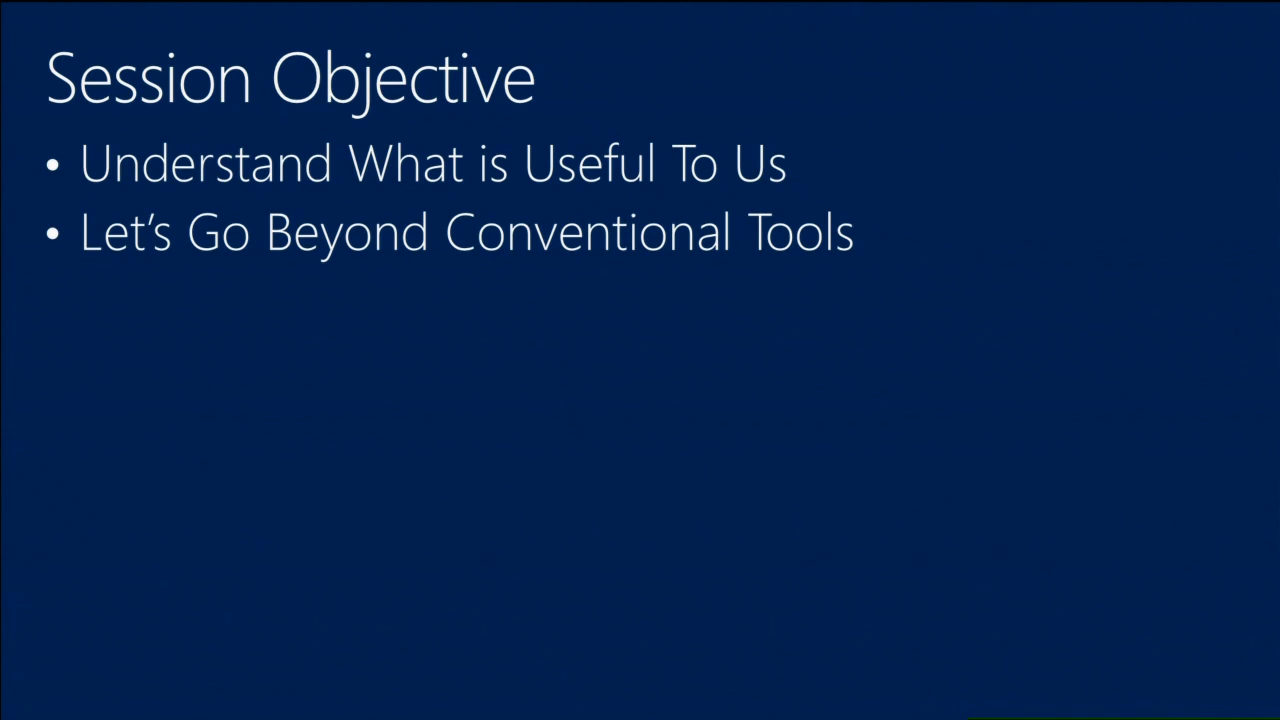 Session Objective
• Understand What is Useful To Us
• Let’s Go Beyond Conventional Tools